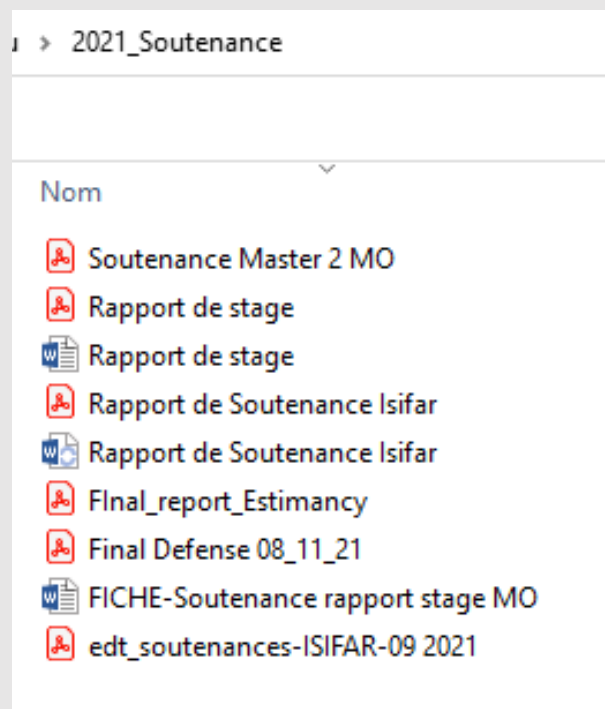 > 2021_Soutenance
Nom
Soutenance Master 2 MO
Rapport de stage
Rapport de stage
Rapport de Soutenance Isifar
Rapport de Soutenance Isifar
FInal_report_Estimancy
Final Defense 08_11_21
FICHE-Soutenance rapport stage MO
edt_soutenances-ISIFAR-09 2021